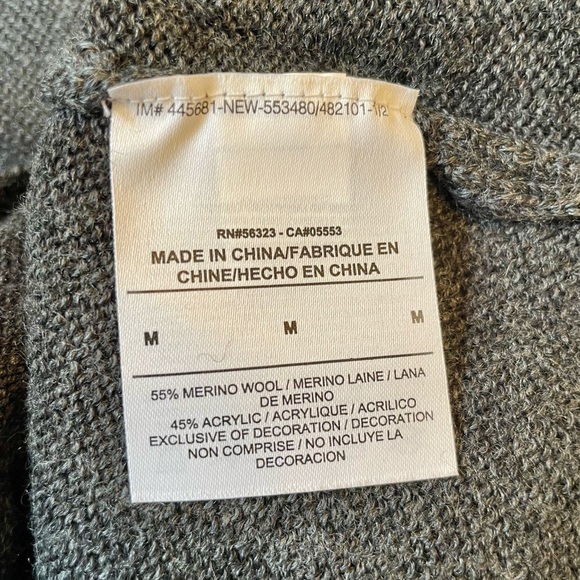 IM# 445681-NEW-553480/482101-1/2
RN#56323 - CA#05553
MADE IN CHINA/FABRIQUE EN
CHINE/HECHO EN CHINA
M M M
55% MERINO WOOL / MERINO LAINE / LANA
DE MERINO
45% ACRYLIC / ACRYLIQUE / ACRILICO
EXCLUSIVE OF DECORATION / DECORATION
NON COMPRISE / NO INCLUYE LA
DECORACION